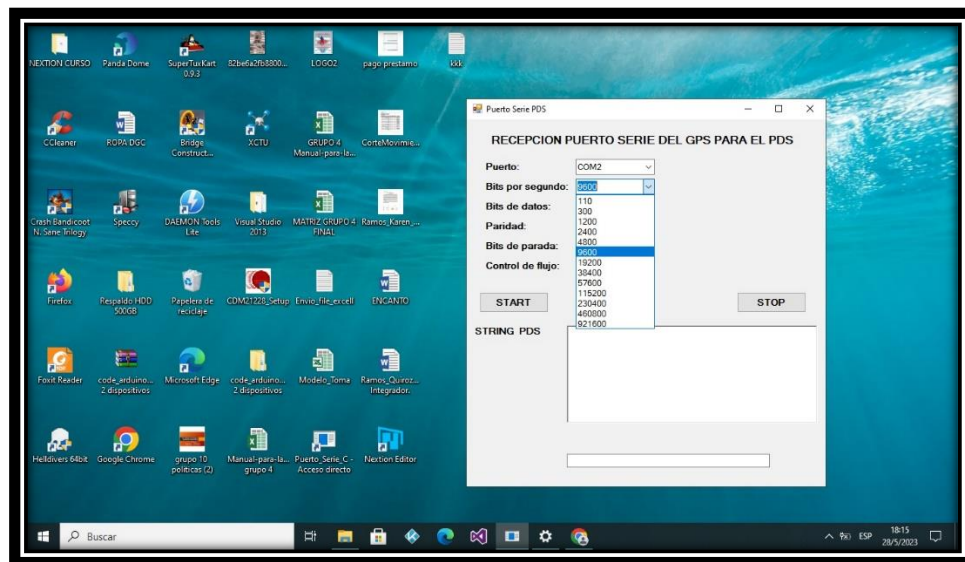 NEXTION CURSO
Panda Dome
SuperTuxKart
0.9.3
82be6a2fb8800...
LOGO2
pago prestamo
kkk
CCleaner
ROPA DGC
Bridge
Construct...
XCTU
GRUPO 4
Manual-para-la-...
CorteMovimie...
Crash Bandicoot
N. Sane Trilogy
Speccy
DAEMON Tools
Lite
Visual Studio
2013
MATRIZ GRUPO 4
FINAL
Ramos_Karen_...
Firefox
Respaldo HDD
500GB
Papelera de
reciclaje
CDM21228_Setup
Envio_file_excell
ENCANTO
Foxit Reader
code_arduino...
2 dispositivos
Microsoft Edge
code_arduino...
2 dispositivos
Modelo_Toma
Ramos_Quiroz...
Integrador.
Helldivers 64bit
Google Chrome
grupo 10
politicas (2)
Manual-para-la-...
grupo 4
Puerto_Serie_C -
Acceso directo
Nextion Editor
Puerto Serie PDS
RECEPCION PUERTO SERIE DEL GPS PARA EL PDS
Puerto:
COM2
Bits por segundo:
9600
Bits de datos:
Paridad:
Bits de parada:
Control de flujo:
110
300
1200
2400
4800
9600
19200
38400
57600
115200
230400
460800
921600
START
STOP
STRING PDS
Buscar
ESP
18:15
28/5/2023